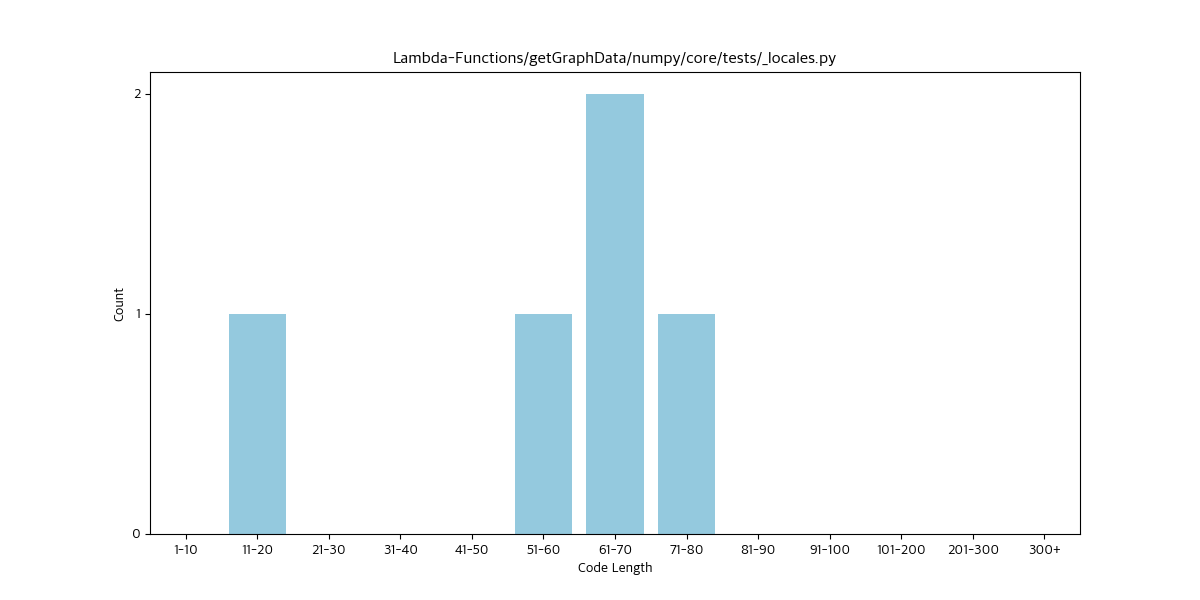 Lambda-Functions/getGraphData/numpy/core/tests/_locales.py
2
1
0
Count
1-10 11-20 21-30 31-40 41-50 51-60 61-70 71-80 81-90 91-100 101-200 201-300 300+
Code Length